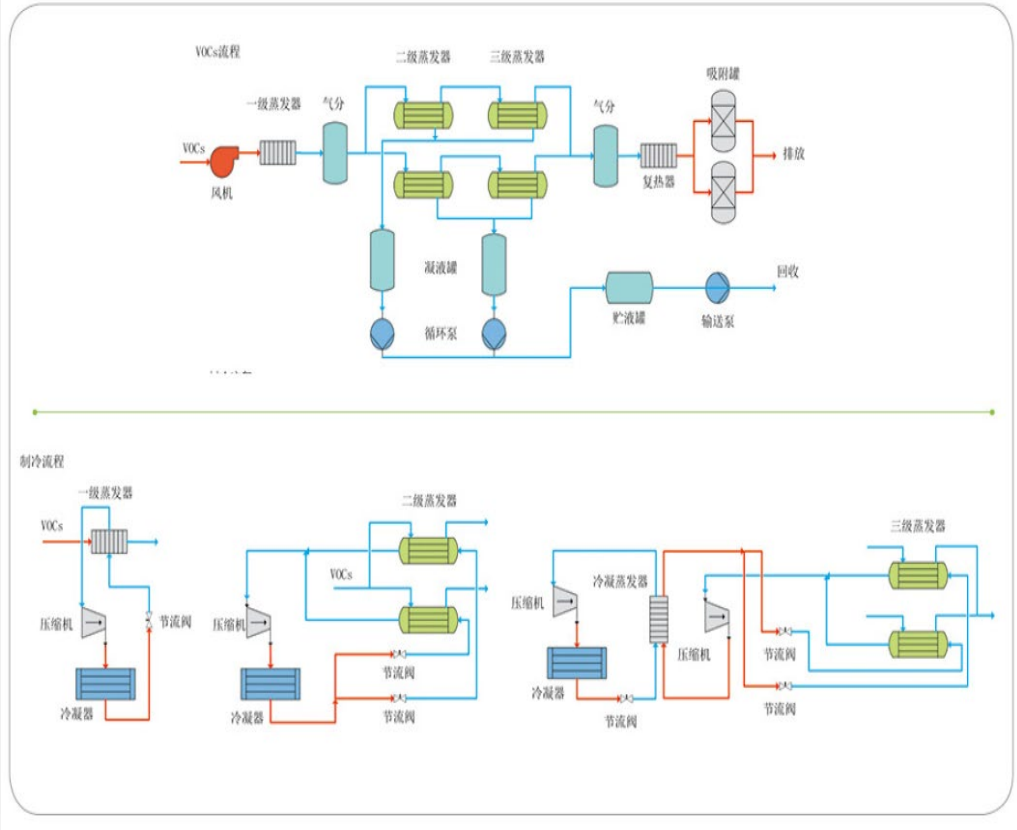 VOCs流程
二级蒸发器
三级蒸发器
吸附罐
一级蒸发器
气分
气分
VOCs
排放
风机
复热器
凝液罐
回收
贮液罐
输送泵
循环泵
制冷流程
一级蒸发器
二级蒸发器
三级蒸发器
VOCs
VOCs
冷凝蒸发器
压缩机
节流阀
压缩机
压缩机
压缩机
节流阀
节流阀
冷凝器
冷凝器
节流阀
冷凝器
节流阀
节流阀